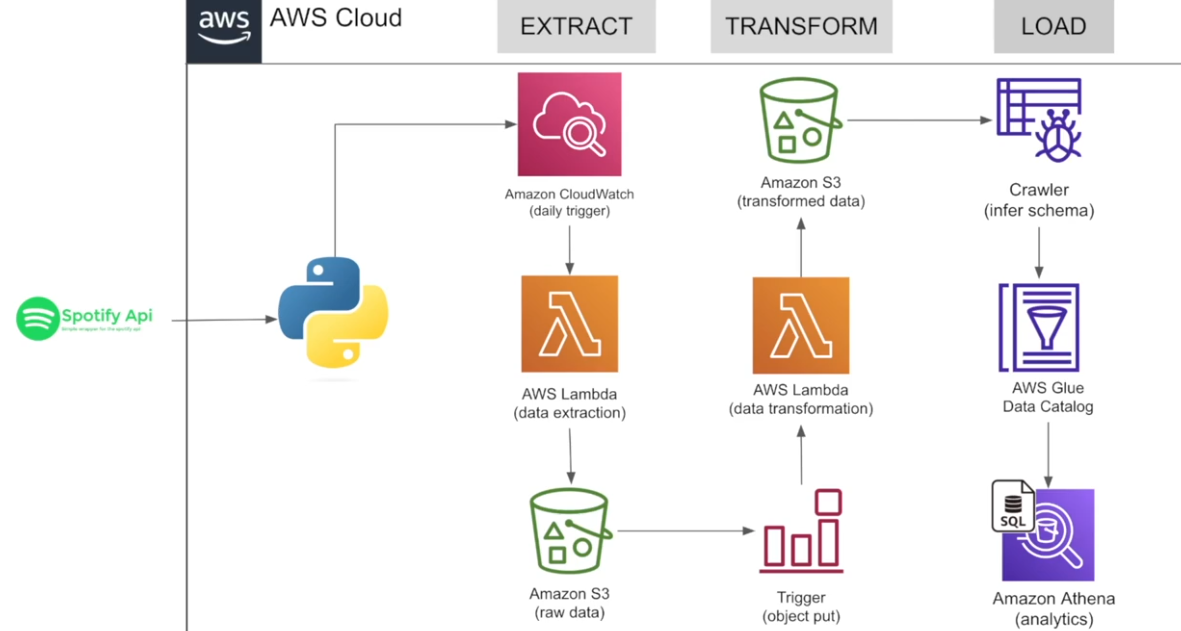 aws
AWS Cloud
EXTRACT
TRANSFORM
LOAD
Amazon CloudWatch
(daily trigger)
Amazon S3
(transformed data)
Crawler
(infer schema)
Spotify Api
Simple wrapper for the spotify api
AWS Lambda
(data extraction)
AWS Lambda
(data transformation)
AWS Glue
Data Catalog
SQL
Amazon S3
(raw data)
Trigger
(object put)
Amazon Athena
(analytics)